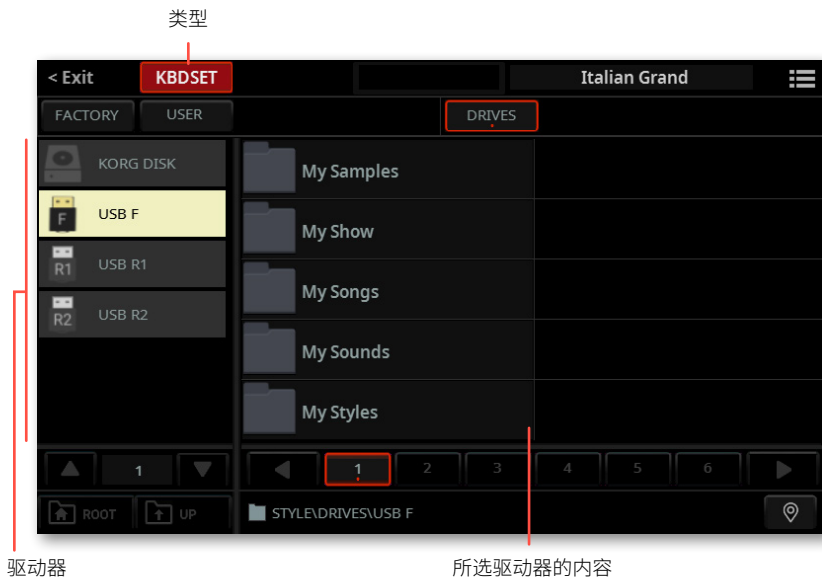 类型
< Exit
KBDSET
Italian Grand
FACTORY
USER
DRIVES
KORG DISK
F
USB F
R1
USB R1
R2
USB R2
My Samples
My Show
My Songs
My Sounds
My Styles
1
1
2
3
4
5
6
ROOT
UP
STYLE\DRIVES\USB F
驱动器
所选驱动器的内容